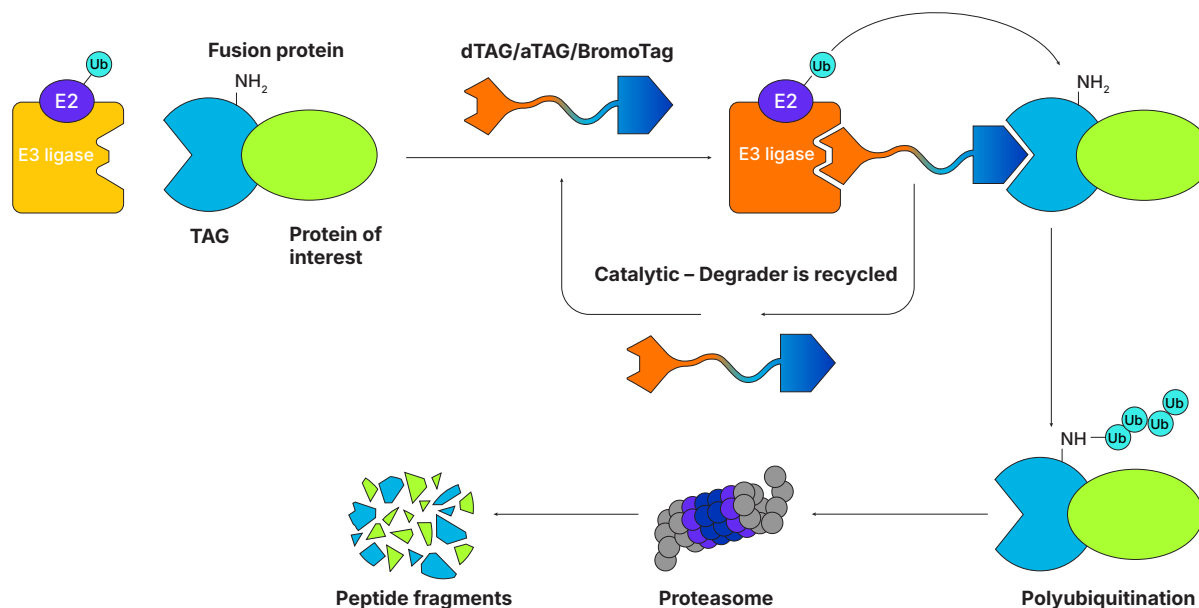 Fusion protein
dTAG/aTAG/BromoTag
Ub
E2
NH2
E3 ligase
TAG
Protein of
interest
Ub
E2
NH2
E3 ligase
Catalytic – Degrader is recycled
NH
Ub
Ub
Ub
Ub
Peptide fragments
Proteasome
Polyubiquitination